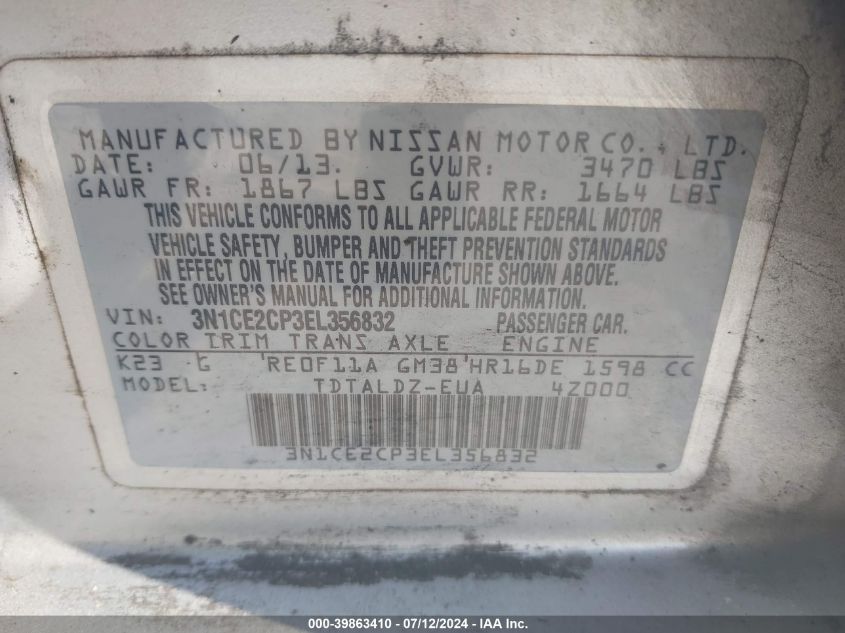 MANUFACTURED BY NISSAN MOTOR CO., LTD.
DATE: 06/13. GVWR: 3470 LBS
GAWR FR: 1867 LBS GAWR RR: 1664 LBS
THIS VEHICLE CONFORMS TO ALL APPLICABLE FEDERAL MOTOR
VEHICLE SAFETY, BUMPER AND THEFT PREVENTION STANDARDS
IN EFFECT ON THE DATE OF MANUFACTURE SHOWN ABOVE.
SEE OWNER'S MANUAL FOR ADDITIONAL INFORMATION.
VIN: 3N1CE2CP3EL356832 PASSENGER CAR.
COLOR TRIM TRANS AXLE ENGINE
K23 G RE0F11A GM38 HR16DE 1598 CC
MODEL: TDTALDZ-EUA 4Z000
3N1CE2CP3EL356832
000-39863410 - 07/12/2024 - IAA Inc.